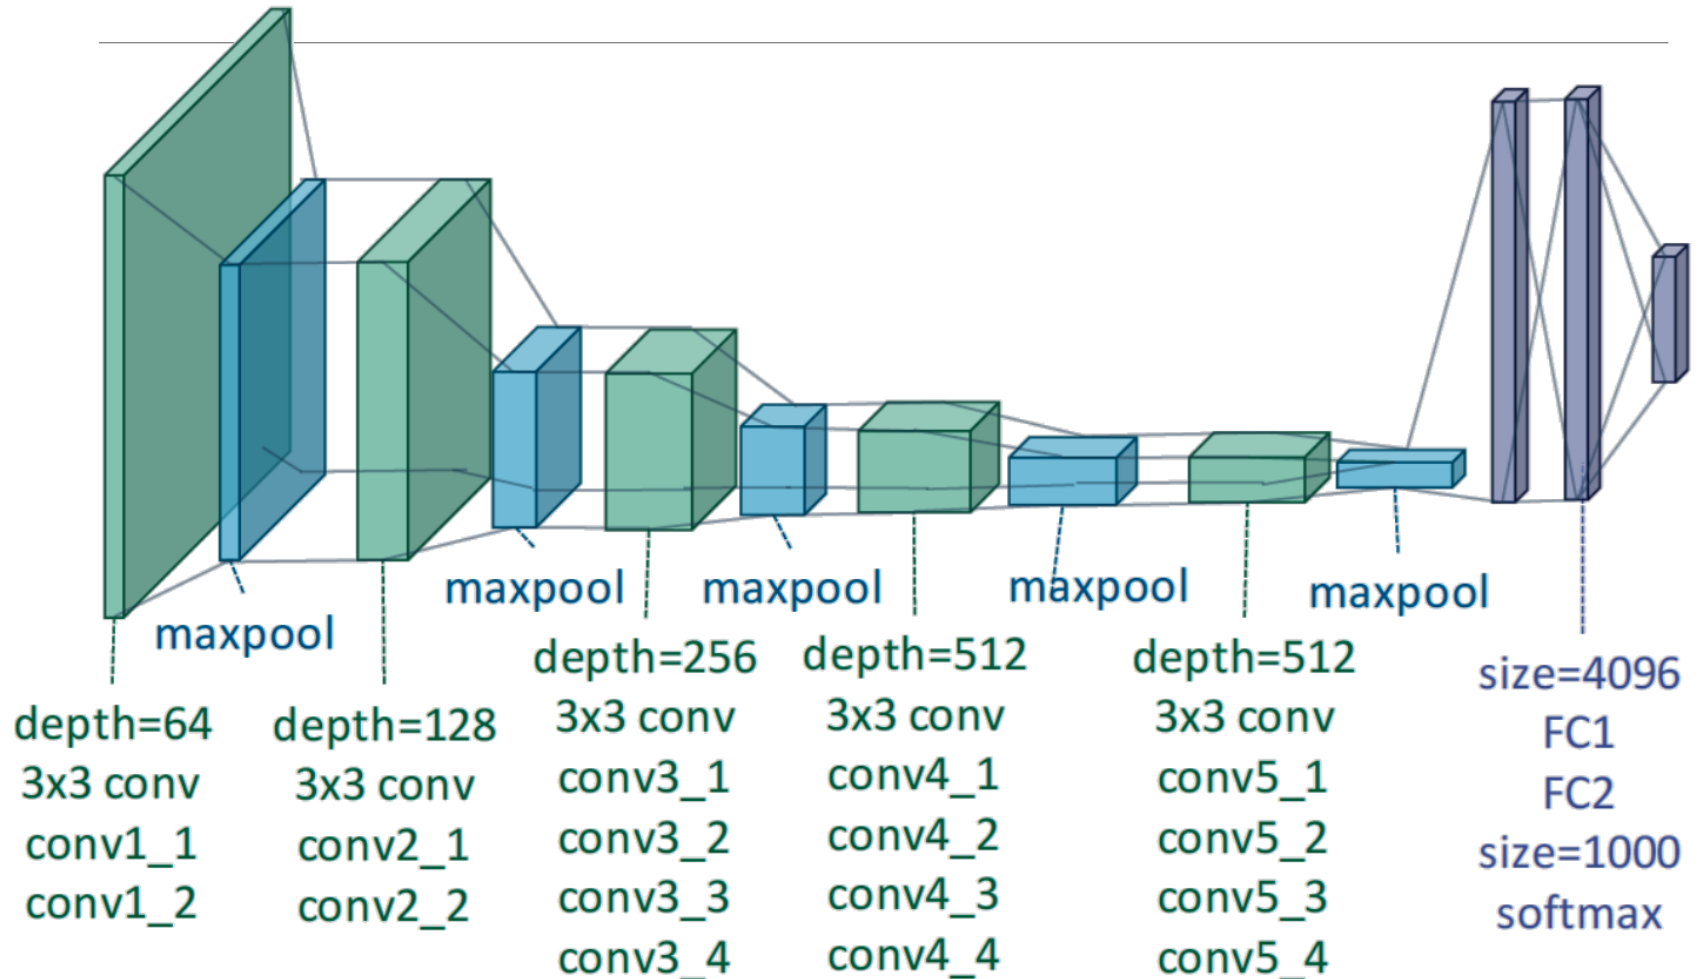 maxpool
maxpool
maxpool
maxpool
maxpool
depth=64
3x3 conv
conv1_1
conv1_2
depth=128
3x3 conv
conv2_1
conv2_2
depth=256
3x3 conv
conv3_1
conv3_2
conv3_3
conv3_4
depth=512
3x3 conv
conv4_1
conv4_2
conv4_3
conv4_4
depth=512
3x3 conv
conv5_1
conv5_2
conv5_3
conv5_4
size=4096
FC1
FC2
size=1000
softmax